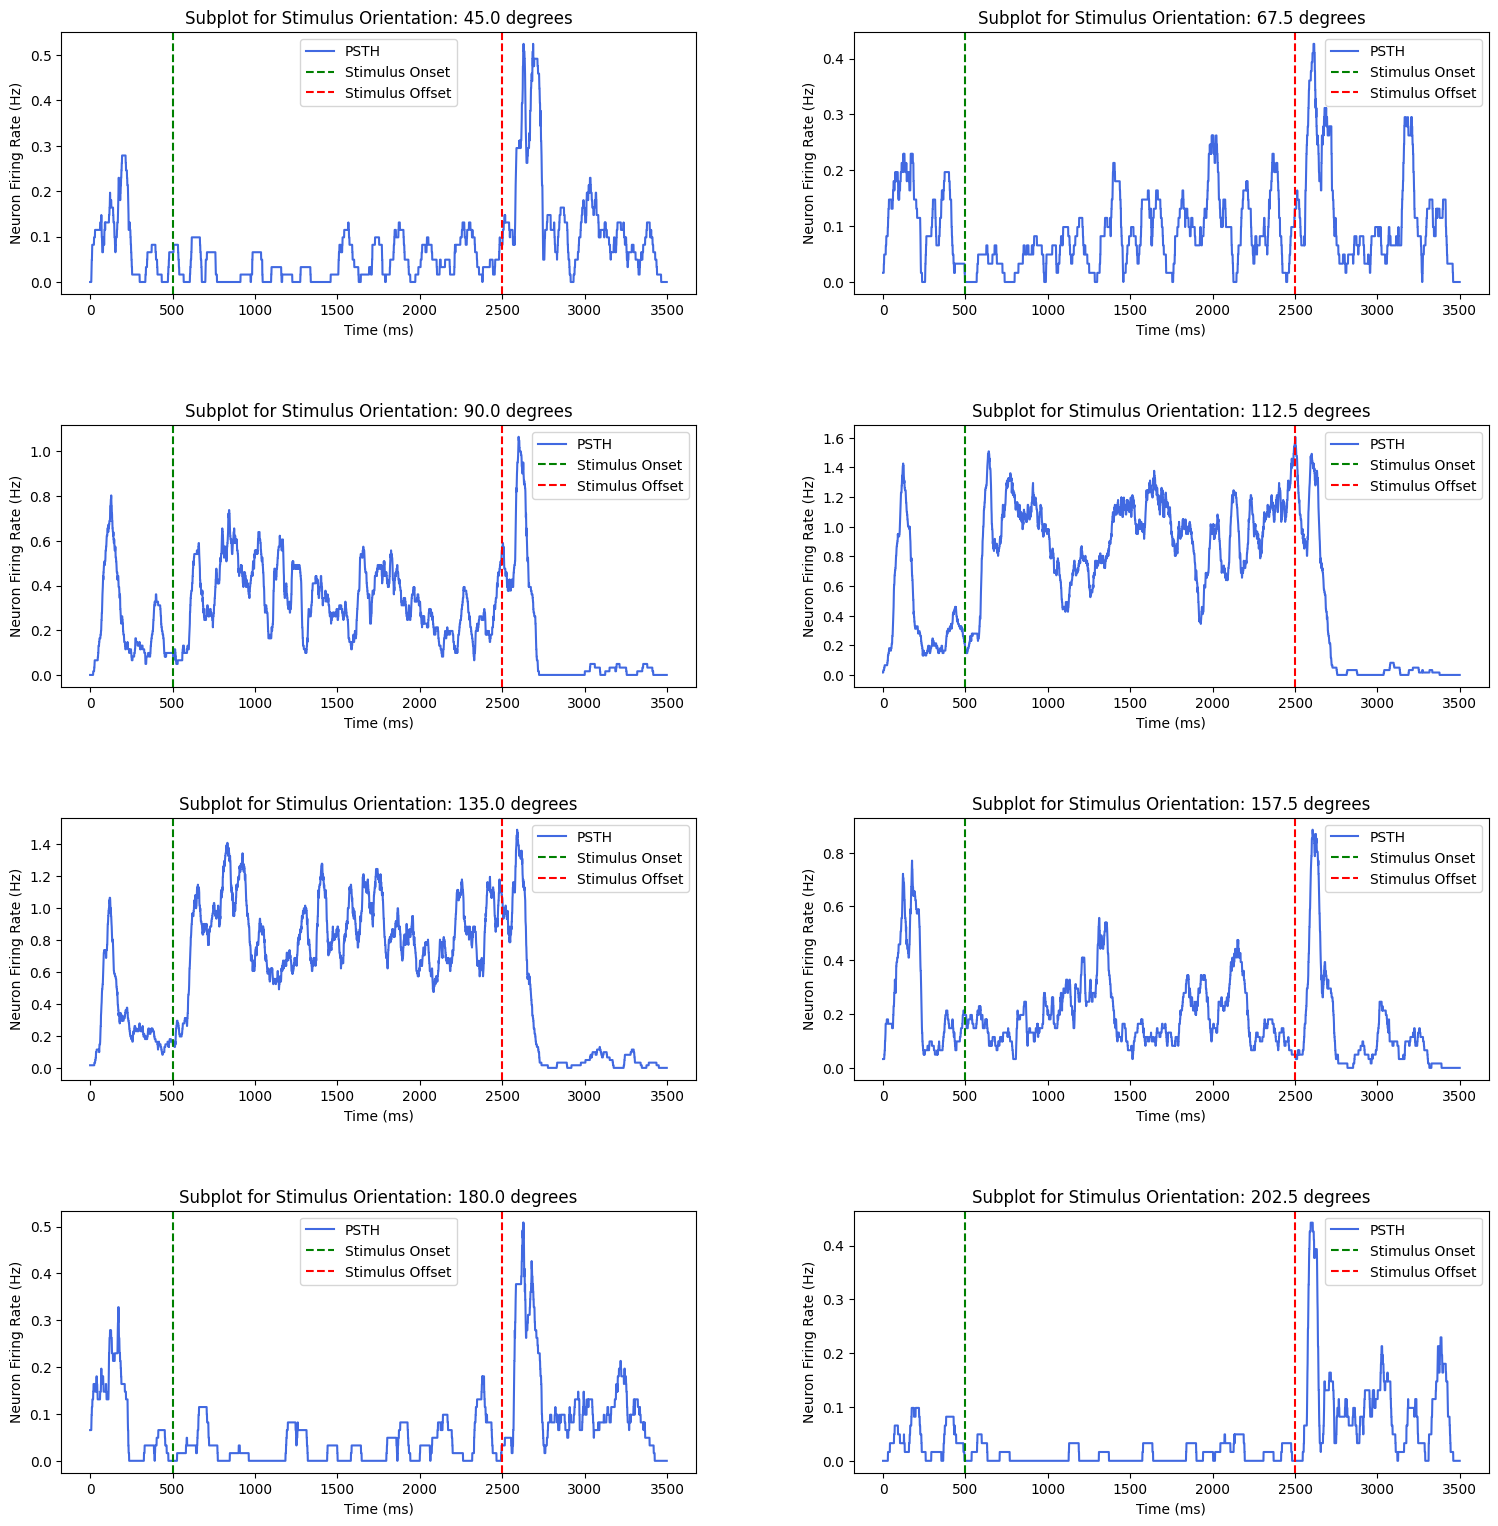 Subplot for Stimulus Orientation: 45.0 degrees
Neuron Firing Rate (Hz)
0.5
0.4
0.3
0.2
0.1
0.0
PSTH
Stimulus Onset
Stimulus Offset
0 500 1000 1500 2000 2500 3000 3500
Time (ms)
Subplot for Stimulus Orientation: 67.5 degrees
Neuron Firing Rate (Hz)
0.4
0.3
0.2
0.1
0.0
PSTH
Stimulus Onset
Stimulus Offset
0 500 1000 1500 2000 2500 3000 3500
Time (ms)
Subplot for Stimulus Orientation: 90.0 degrees
Neuron Firing Rate (Hz)
1.0
0.8
0.6
0.4
0.2
0.0
PSTH
Stimulus Onset
Stimulus Offset
0 500 1000 1500 2000 2500 3000 3500
Time (ms)
Subplot for Stimulus Orientation: 112.5 degrees
Neuron Firing Rate (Hz)
1.6
1.4
1.2
1.0
0.8
0.6
0.4
0.2
0.0
PSTH
Stimulus Onset
Stimulus Offset
0 500 1000 1500 2000 2500 3000 3500
Time (ms)
Subplot for Stimulus Orientation: 135.0 degrees
Neuron Firing Rate (Hz)
1.4
1.2
1.0
0.8
0.6
0.4
0.2
0.0
PSTH
Stimulus Onset
Stimulus Offset
0 500 1000 1500 2000 2500 3000 3500
Time (ms)
Subplot for Stimulus Orientation: 157.5 degrees
Neuron Firing Rate (Hz)
0.8
0.6
0.4
0.2
0.0
PSTH
Stimulus Onset
Stimulus Offset
0 500 1000 1500 2000 2500 3000 3500
Time (ms)
Subplot for Stimulus Orientation: 180.0 degrees
Neuron Firing Rate (Hz)
0.5
0.4
0.3
0.2
0.1
0.0
PSTH
Stimulus Onset
Stimulus Offset
0 500 1000 1500 2000 2500 3000 3500
Time (ms)
Subplot for Stimulus Orientation: 202.5 degrees
Neuron Firing Rate (Hz)
0.4
0.3
0.2
0.1
0.0
PSTH
Stimulus Onset
Stimulus Offset
0 500 1000 1500 2000 2500 3000 3500
Time (ms)